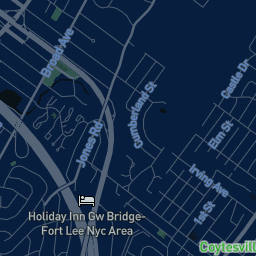 Broad Ave
Jones Rd
Cumberland St
Castle Dr
Elm St
Irving Ave
1st St
Holiday Inn Gw Bridge-
Fort Lee Nyc Area